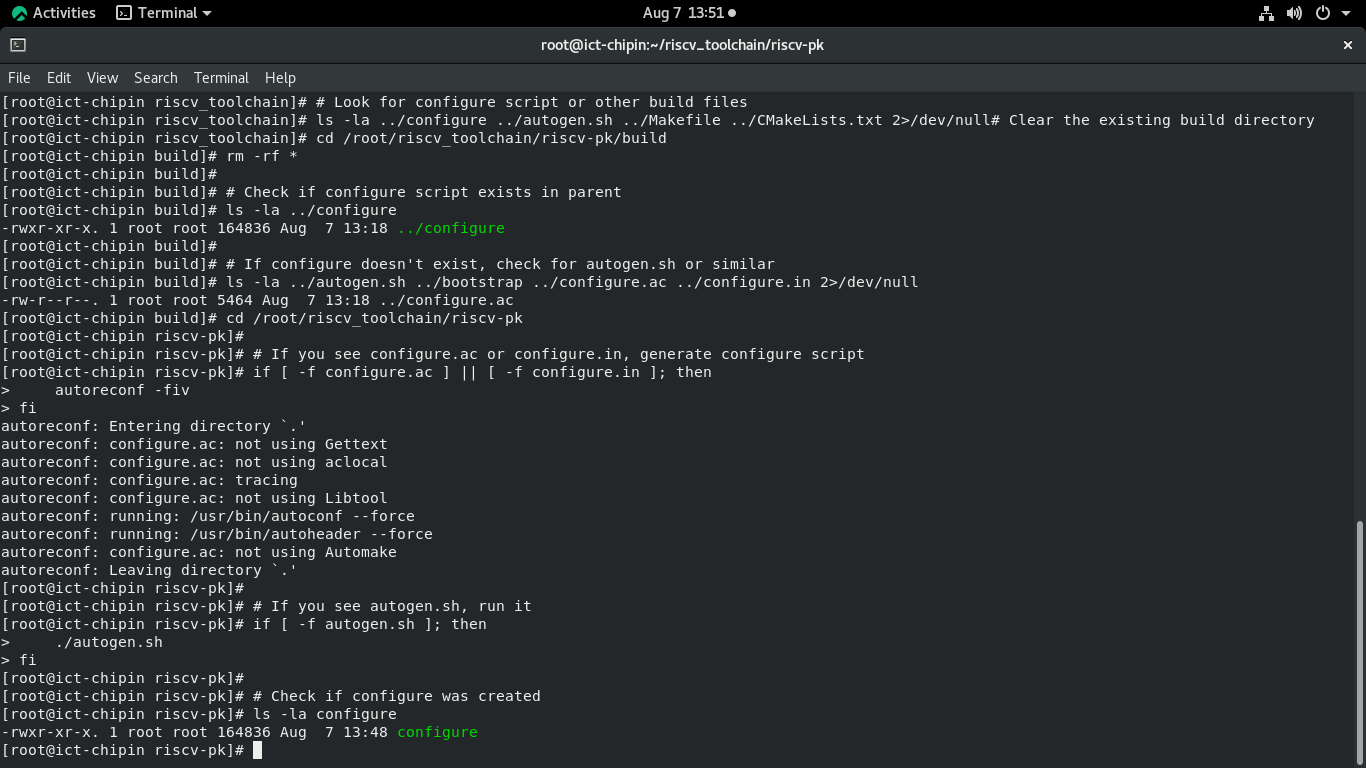 Activities Terminal Aug 7 13:51
root@ict-chipin:~/riscv_toolchain/riscv-pk
File Edit View Search Terminal Help
[root@ict-chipin riscv_toolchain]# # Look for configure script or other build files
[root@ict-chipin riscv_toolchain]# ls -la ../configure ../autogen.sh ../Makefile ../CMakeLists.txt 2>/dev/null# Clear the existing build directory
[root@ict-chipin riscv_toolchain]# cd /root/riscv_toolchain/riscv-pk/build
[root@ict-chipin build]# rm -rf *
[root@ict-chipin build]#
[root@ict-chipin build]# # Check if configure script exists in parent
[root@ict-chipin build]# ls -la ../configure
-rwxr-xr-x. 1 root root 164836 Aug  7 13:18 ../configure
[root@ict-chipin build]#
[root@ict-chipin build]# # If configure doesn't exist, check for autogen.sh or similar
[root@ict-chipin build]# ls -la ../autogen.sh ../bootstrap ../configure.ac ../configure.in 2>/dev/null
-rw-r--r--. 1 root root 5464 Aug  7 13:18 ../configure.ac
[root@ict-chipin build]# cd /root/riscv_toolchain/riscv-pk
[root@ict-chipin riscv-pk]#
[root@ict-chipin riscv-pk]# # If you see configure.ac or configure.in, generate configure script
[root@ict-chipin riscv-pk]# if [ -f configure.ac ] || [ -f configure.in ]; then
>     autoreconf -fiv
> fi
autoreconf: Entering directory `.'
autoreconf: configure.ac: not using Gettext
autoreconf: configure.ac: not using aclocal
autoreconf: configure.ac: tracing
autoreconf: configure.ac: not using Libtool
autoreconf: running: /usr/bin/autoconf --force
autoreconf: running: /usr/bin/autoheader --force
autoreconf: configure.ac: not using Automake
autoreconf: Leaving directory `.'
[root@ict-chipin riscv-pk]#
[root@ict-chipin riscv-pk]# # If you see autogen.sh, run it
[root@ict-chipin riscv-pk]# if [ -f autogen.sh ]; then
>     ./autogen.sh
> fi
[root@ict-chipin riscv-pk]#
[root@ict-chipin riscv-pk]# # Check if configure was created
[root@ict-chipin riscv-pk]# ls -la configure
-rwxr-xr-x. 1 root root 164836 Aug  7 13:48 configure
[root@ict-chipin riscv-pk]#